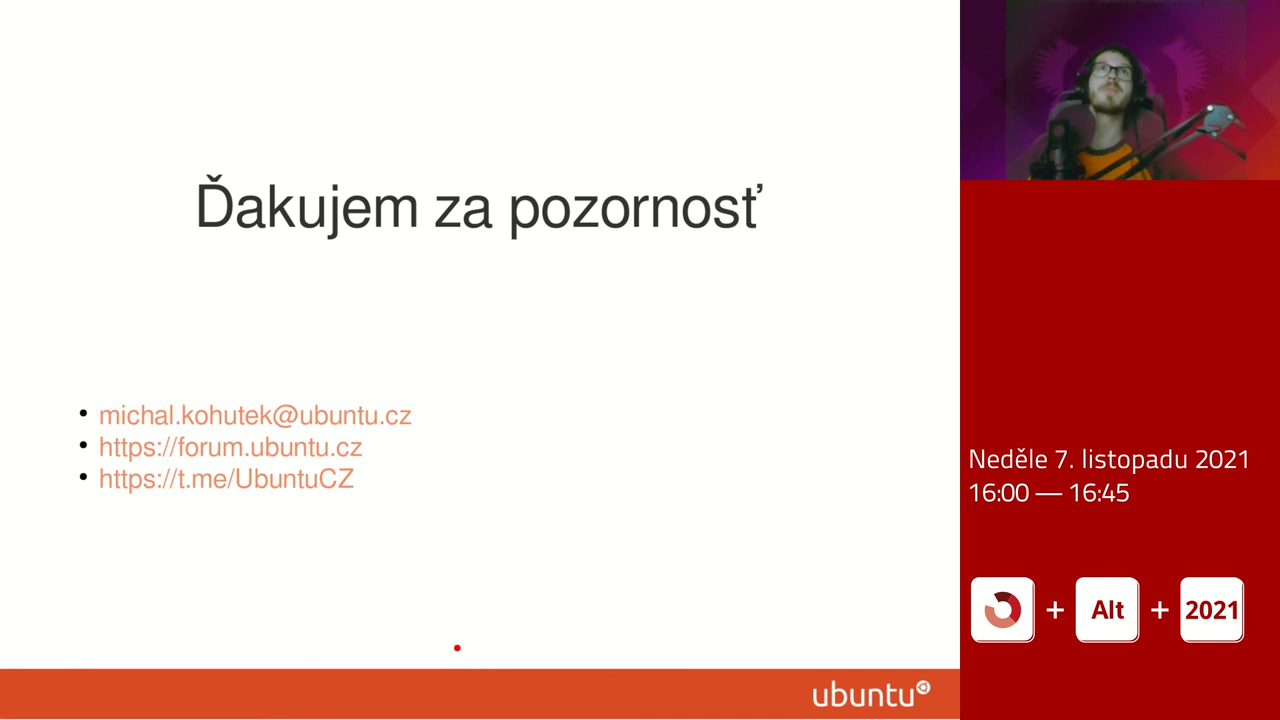 Ďakujem za pozornosť
michal.kohutek@ubuntu.cz
https://forum.ubuntu.cz
https://t.me/UbuntuCZ
ubuntu
Neděle 7. listopadu 2021
16:00 — 16:45
+ Alt + 2021